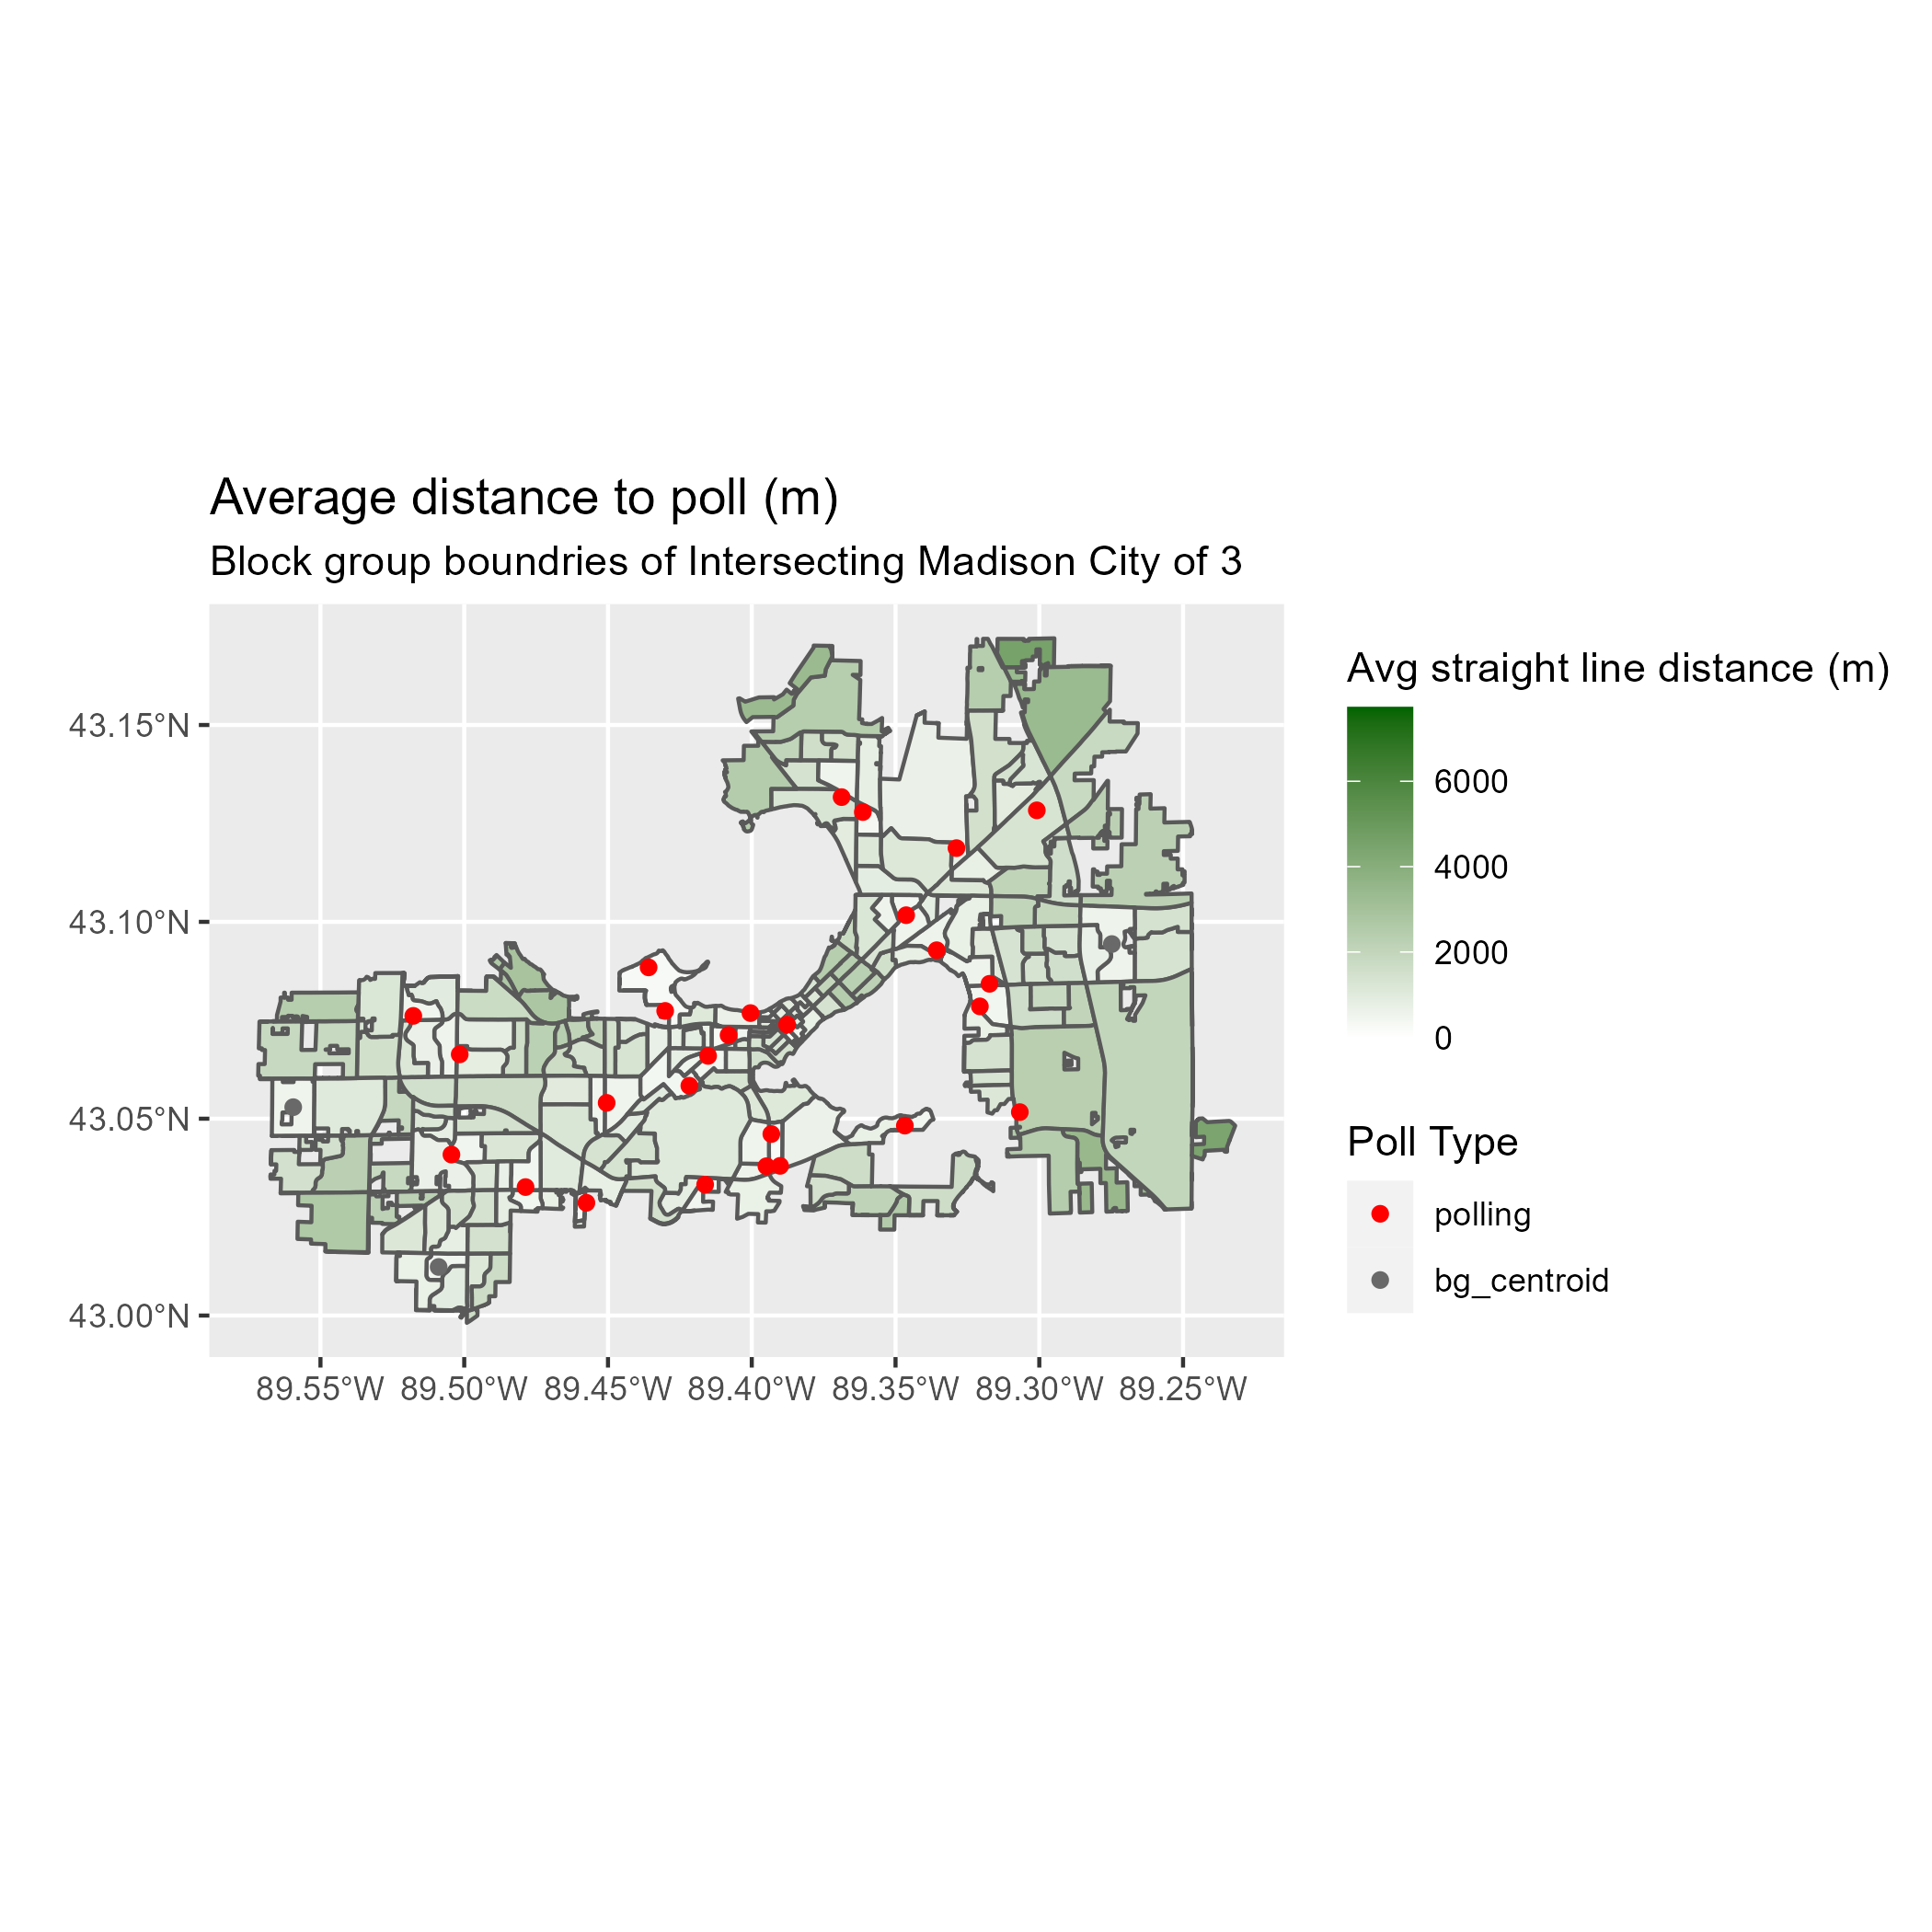 Average distance to poll (m)
Block group boundries of Intersecting Madison City of 3
43.15°N
43.10°N
43.05°N
43.00°N
89.55°W 89.50°W 89.45°W 89.40°W 89.35°W 89.30°W 89.25°W
Avg straight line distance (m)
6000
4000
2000
0
Poll Type
polling
bg_centroid